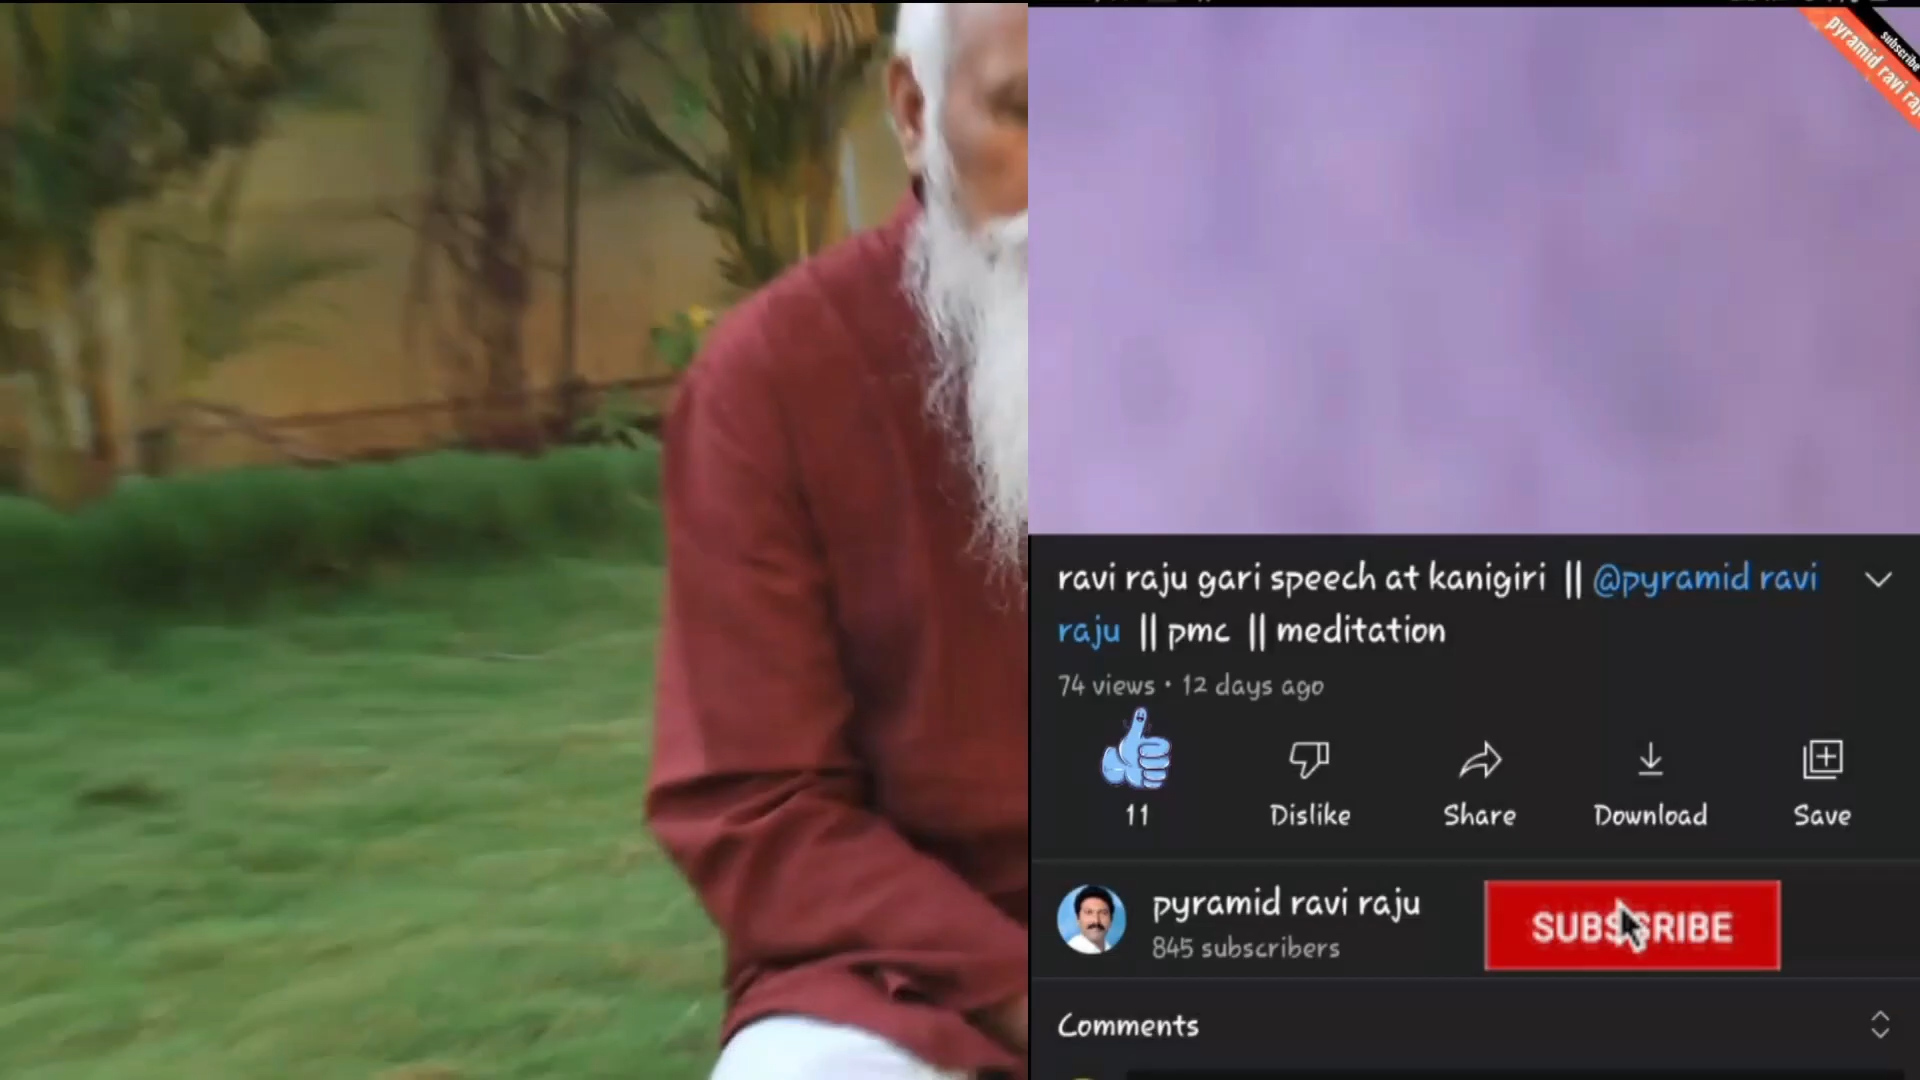 subscribe
pyramid ravi raju
ravi raju gari speech at kanigiri || @pyramid ravi
raju || pmc || meditation
74 views • 12 days ago
11
Dislike
Share
Download
Save
pyramid ravi raju
845 subscribers
SUBSCRIBE
Comments